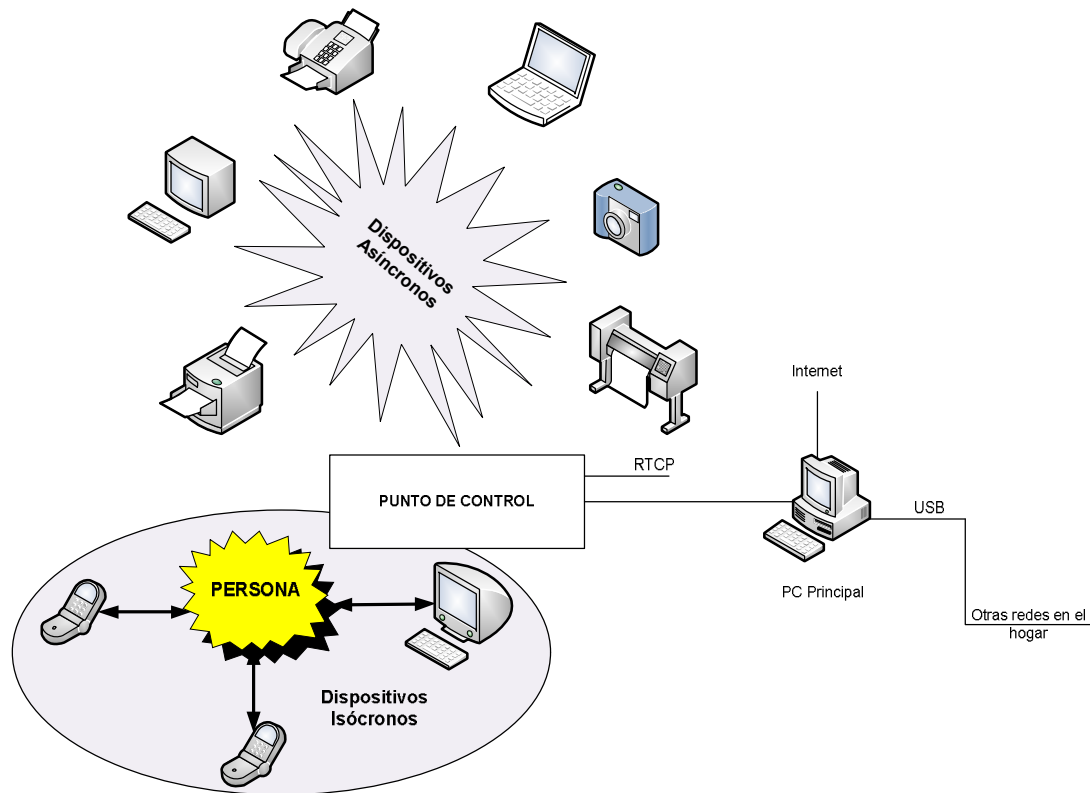 Dispositivos
Asíncronos
Internet
RTCP
PUNTO DE CONTROL
USB
PERSONA
PC Principal
Otras redes en el
hogar
Dispositivos
Isócronos